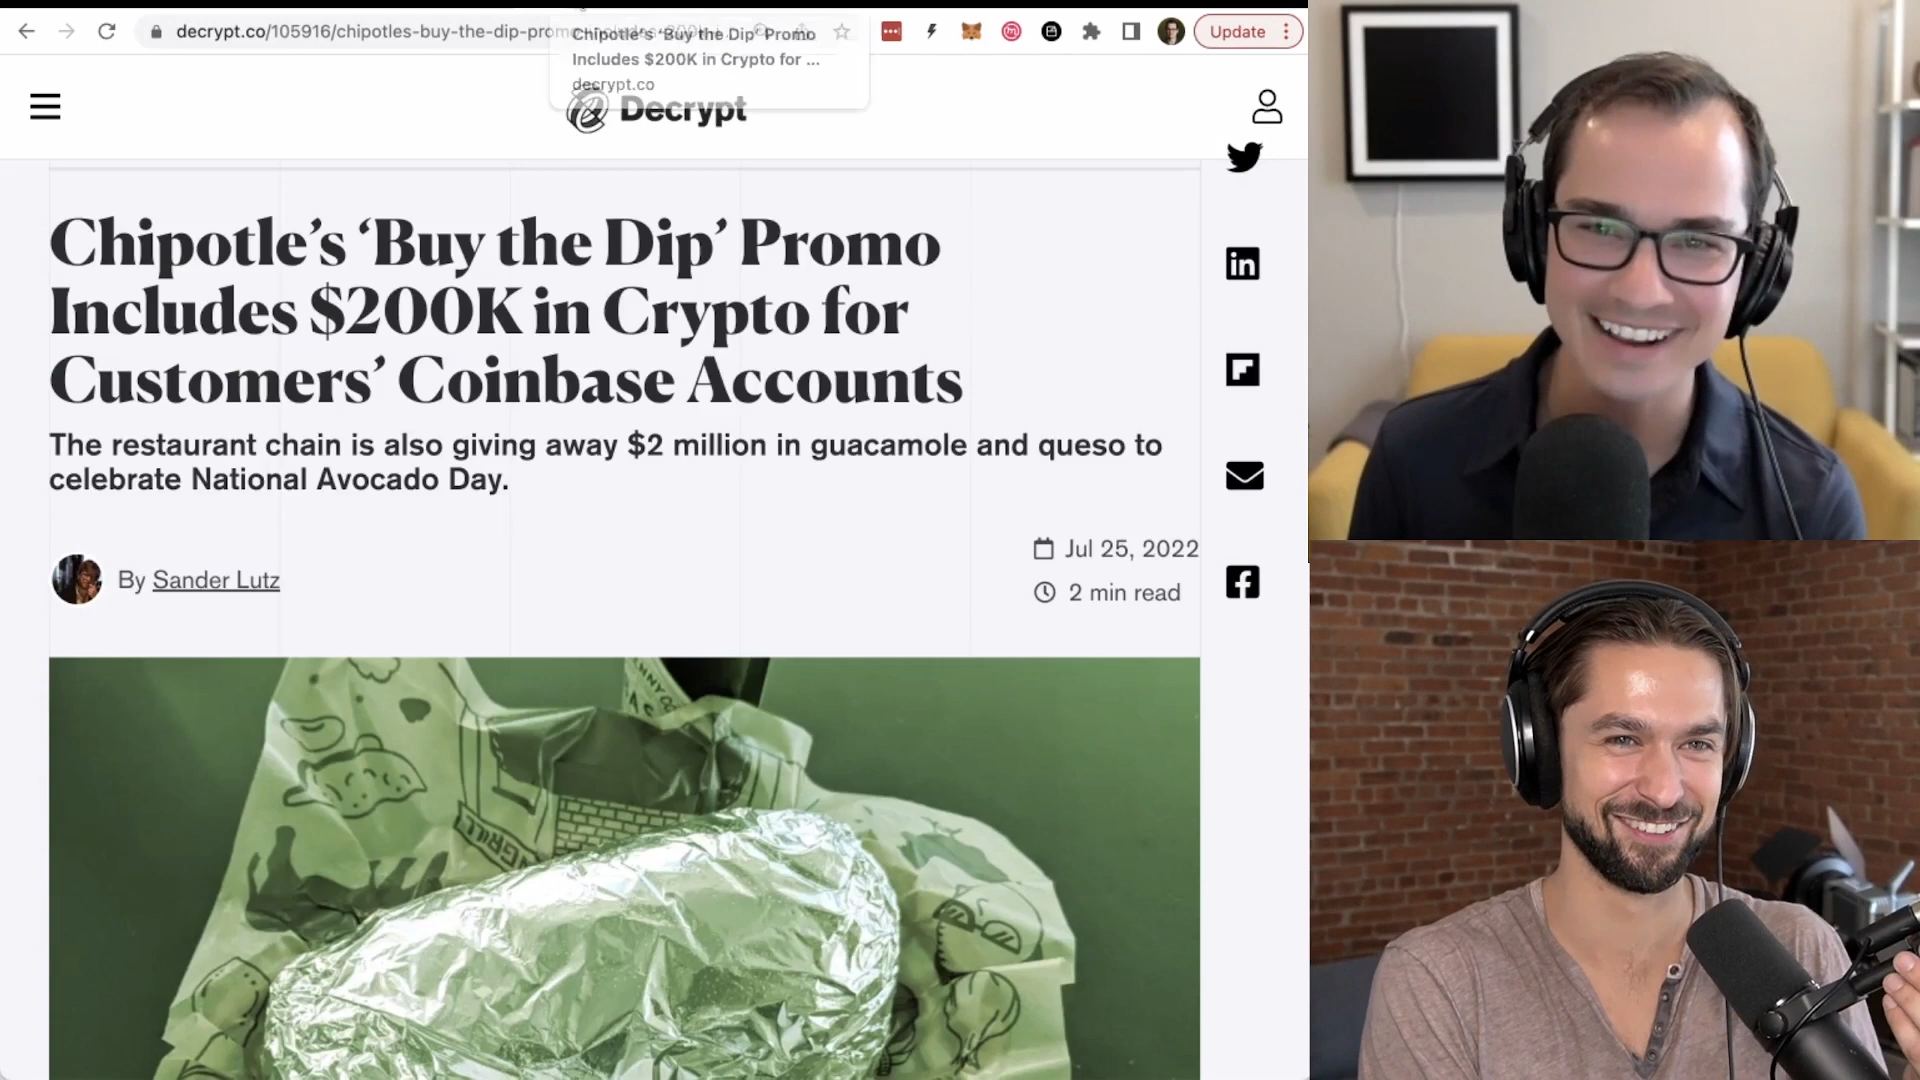 decrypt.co/105916/chipotles-buy-the-dip-prom
Chipotle's 'Buy the Dip' Promo
Includes $200K in Crypto for ...
decrypt.co
Update
Decrypt
Chipotle's ‘Buy the Dip’ Promo
Includes $200K in Crypto for
Customers’ Coinbase Accounts
The restaurant chain is also giving away $2 million in guacamole and queso to
celebrate National Avocado Day.
Jul 25, 2022
By Sander Lutz
2 min read
GRILL